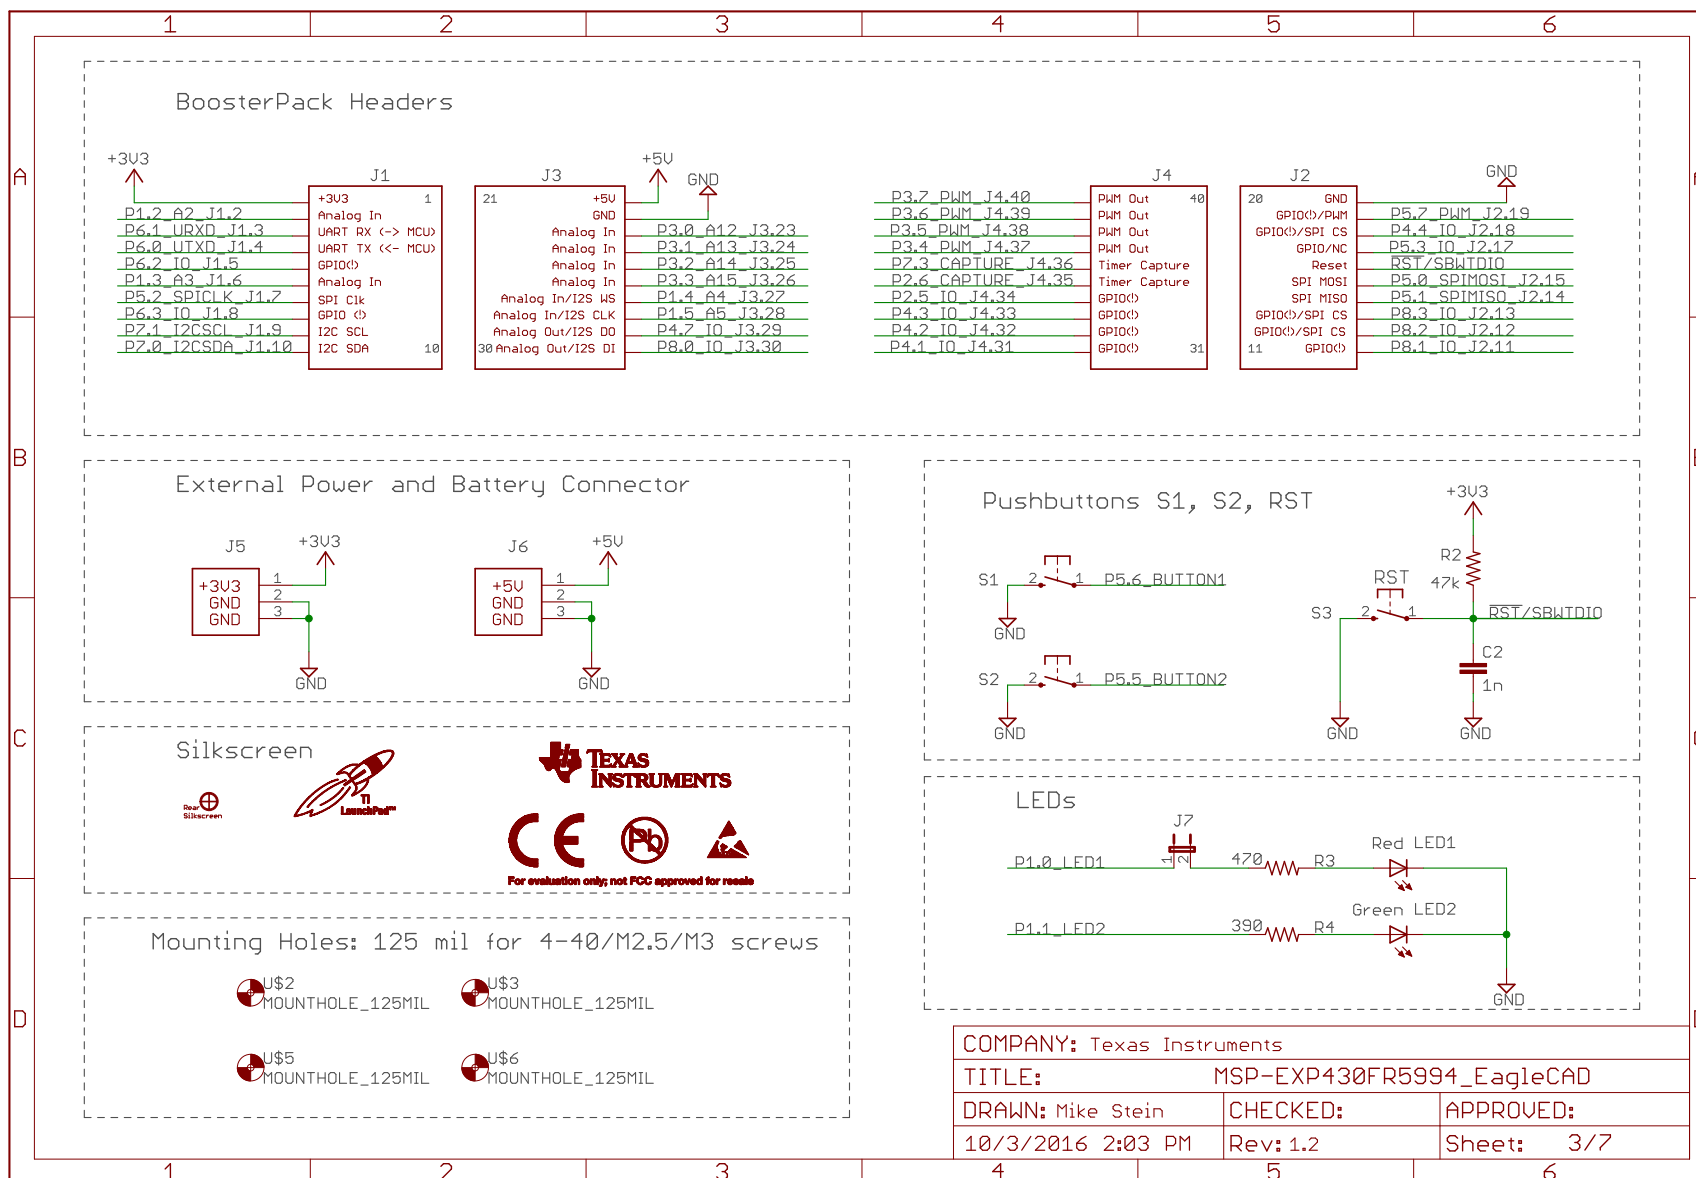 1 2 3 4 5 6
A
B
C
D
BoosterPack Headers
+3V3
J1
+3V3 1
P1.2_A2_J1.2 Analog In
P6.1_URXD_J1.3 UART RX (-> MCU)
P6.0_UTXD_J1.4 UART TX (<- MCU)
P6.2_IO_J1.5 GPIO(!)
P1.3_A3_J1.6 Analog In
P5.2_SPICLK_J1.7 SPI Clk
P6.3_IO_J1.8 GPIO (!)
P7.1_I2CSCL_J1.9 I2C SCL
P7.0_I2CSDA_J1.10 I2C SDA 10
J3
+5V
GND
21 +5V
GND
Analog In P3.0_A12_J3.23
Analog In P3.1_A13_J3.24
Analog In P3.2_A14_J3.25
Analog In P3.3_A15_J3.26
Analog In/I2S WS P1.4_A4_J3.27
Analog In/I2S CLK P1.5_A5_J3.28
Analog Out/I2S DO P4.7_IO_J3.29
30 Analog Out/I2S DI P8.0_IO_J3.30
J4
P3.7_PWM_J4.40 PWM Out 40
P3.6_PWM_J4.39 PWM Out
P3.5_PWM_J4.38 PWM Out
P3.4_PWM_J4.37 PWM Out
P7.3_CAPTURE_J4.36 Timer Capture
P2.6_CAPTURE_J4.35 Timer Capture
P2.5_IO_J4.34 GPIO(!)
P4.3_IO_J4.33 GPIO(!)
P4.2_IO_J4.32 GPIO(!)
P4.1_IO_J4.31 GPIO(!) 31
J2
GND
20 GND
GPIO(!)/PWM P5.7_PWM_J2.19
GPIO(!)/SPI CS P4.4_IO_J2.18
GPIO/NC P5.3_IO_J2.17
Reset RST/SBWTDIO
SPI MOSI P5.0_SPIMOSI_J2.15
SPI MISO P5.1_SPIMISO_J2.14
GPIO(!)/SPI CS P8.3_IO_J2.13
GPIO(!)/SPI CS P8.2_IO_J2.12
11 GPIO(!) P8.1_IO_J2.11
External Power and Battery Connector
J5 +3V3
+3V3 1
GND 2
GND 3
GND
J6 +5V
+5V 1
GND 2
GND 3
GND
Pushbuttons S1, S2, RST
S1 2 1 P5.6_BUTTON1
GND
S2 2 1 P5.5_BUTTON2
GND
+3V3
R2
47k
RST
S3 2 1 RST/SBWTDIO
C2
1n
GND GND
Silkscreen
Rear
Silkscreen
TI
LaunchPad™
TEXAS
INSTRUMENTS
CE Pb
For evaluation only; not FCC approved for resale
LEDs
J7
P1.0_LED1 1 2 470 R3 Red LED1
P1.1_LED2 390 R4 Green LED2
GND
Mounting Holes: 125 mil for 4-40/M2.5/M3 screws
U$2
MOUNTHOLE_125MIL
U$3
MOUNTHOLE_125MIL
U$5
MOUNTHOLE_125MIL
U$6
MOUNTHOLE_125MIL
COMPANY: Texas Instruments
TITLE: MSP-EXP430FR5994_EagleCAD
DRAWN: Mike Stein CHECKED: APPROVED:
10/3/2016 2:03 PM Rev: 1.2 Sheet: 3/7
1 2 3 4 5 6